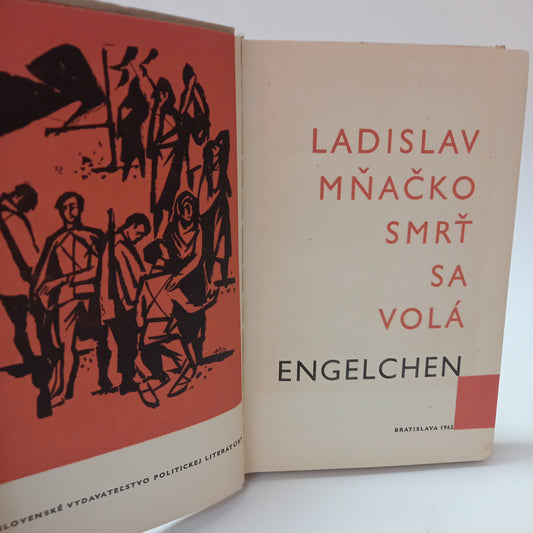 SLOVENSKÉ VYDAVATEĽSTVO POLITICKEJ LITERATÚRY
LADISLAV
MŇAČKO
SMRŤ
SA
VOLÁ
ENGELCHEN
BRATISLAVA 1962